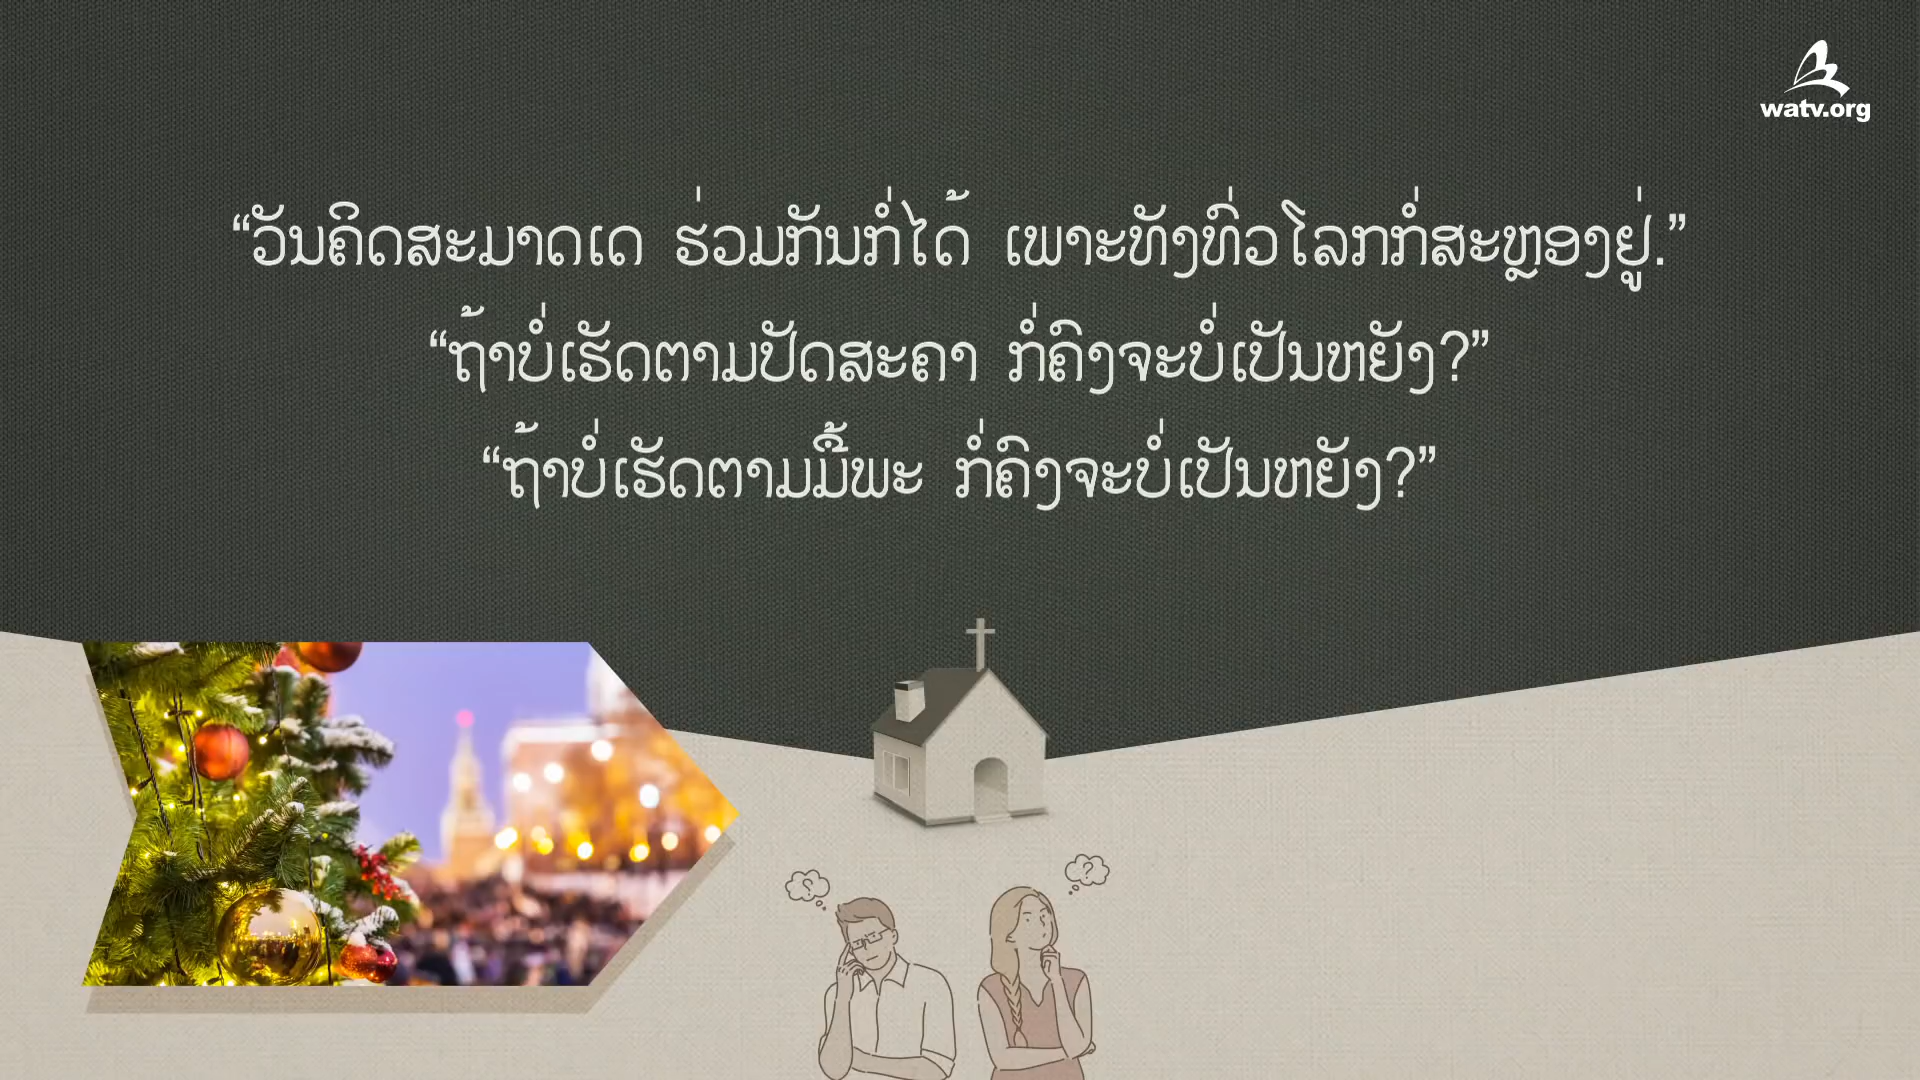 watv.org
“ວັນຄິດສະມາດເດ ຮ່ວມກັນກໍ່ໄດ້ ເພາະທັງທົ່ວໂລກກໍ່ສະຫຼອງຢູ່.”
“ຖ້າບໍ່ເຮັດຕາມປັດສະຄາ ກໍ່ຄົງຈະບໍ່ເປັນຫຍັງ?”
“ຖ້າບໍ່ເຮັດຕາມມື້ພະ ກໍ່ຄົງຈະບໍ່ເປັນຫຍັງ?”
? ?